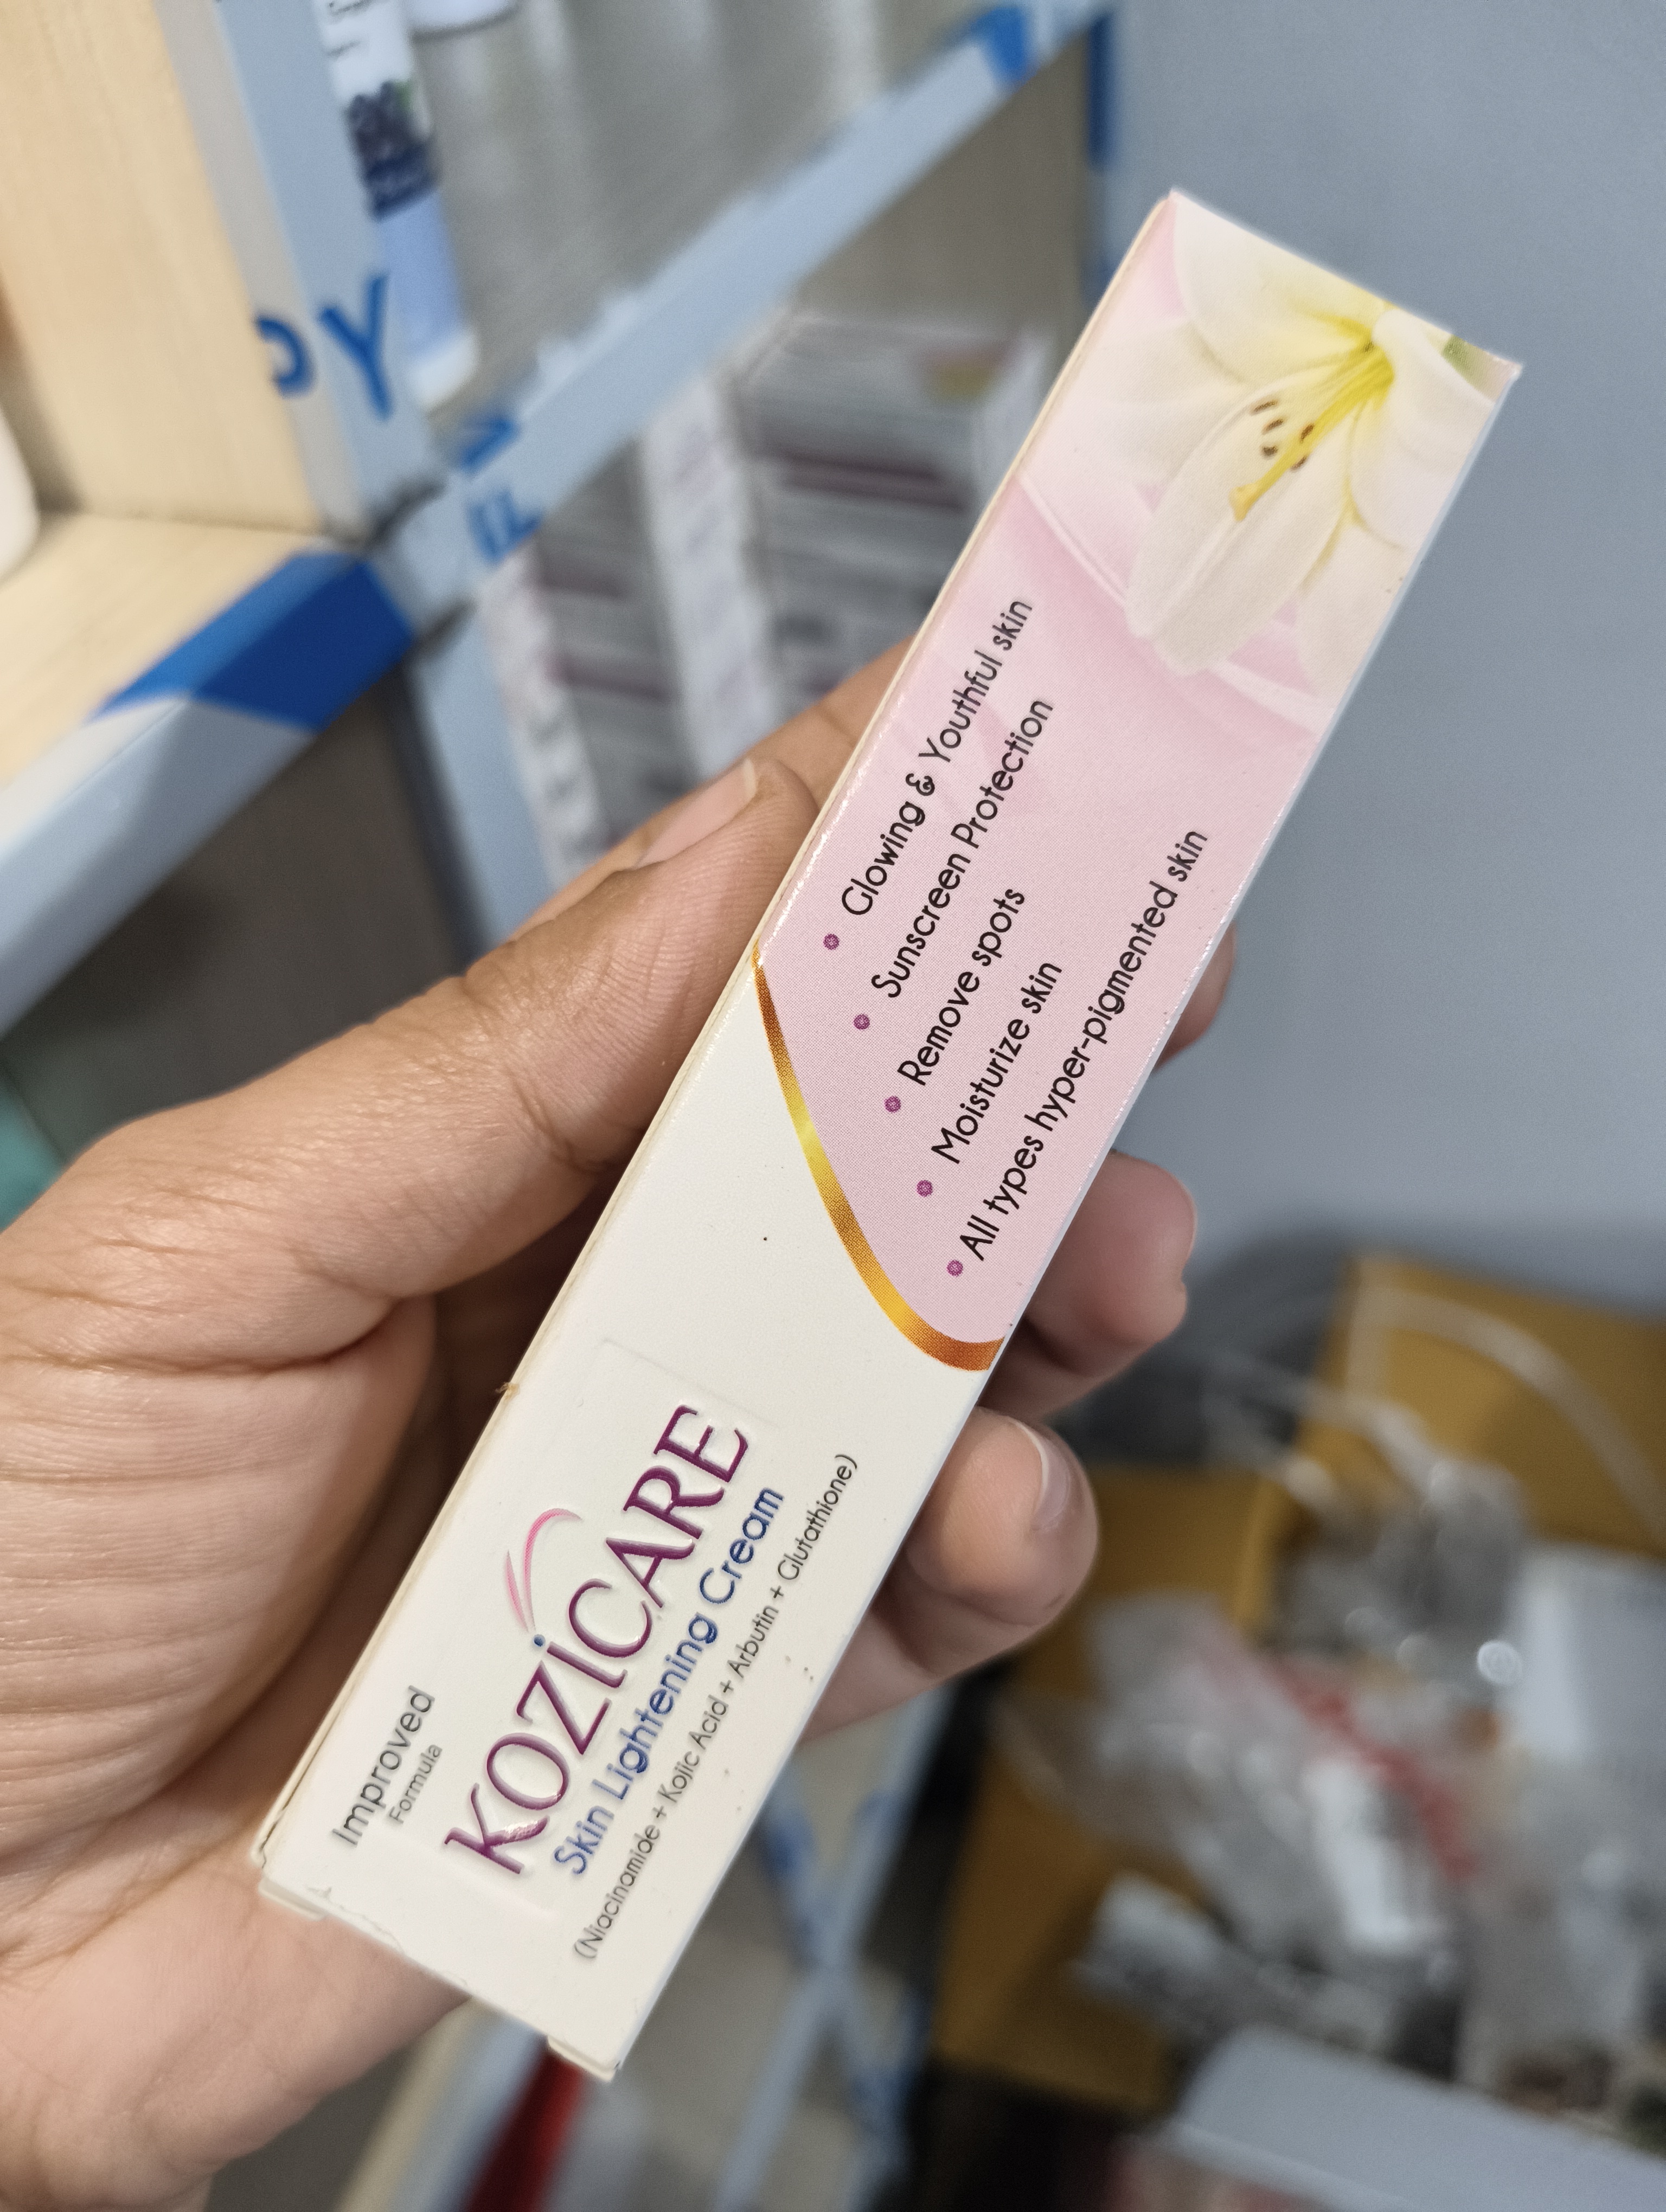 Improved
Formula
KOZICARE
Skin Lightening Cream
(Niacinamide + Kojic Acid + Arbutin + Glutathione)
• Glowing & Youthful skin
• Sunscreen Protection
• Remove spots
• Moisturize skin
• All types hyper-pigmented skin